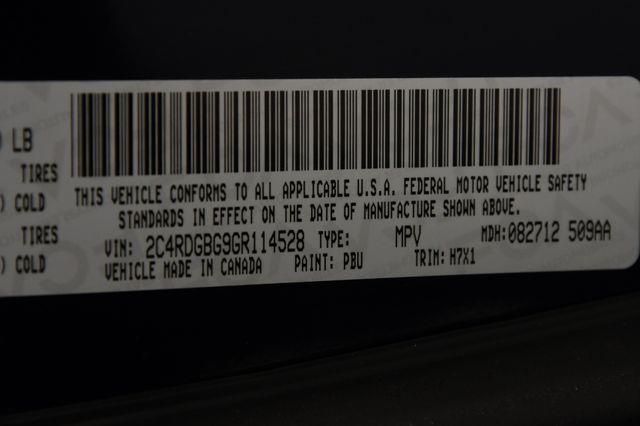 LB
THIS VEHICLE CONFORMS TO ALL APPLICABLE U.S.A. FEDERAL MOTOR VEHICLE SAFETY
STANDARDS IN EFFECT ON THE DATE OF MANUFACTURE SHOWN ABOVE.
VIN: 2C4RDGBG9GR114528 TYPE: MPV MDH:082712 509AA
VEHICLE MADE IN CANADA PAINT: PBU TRIM: H7X1
TIRES
) COLD
TIRES
) COLD